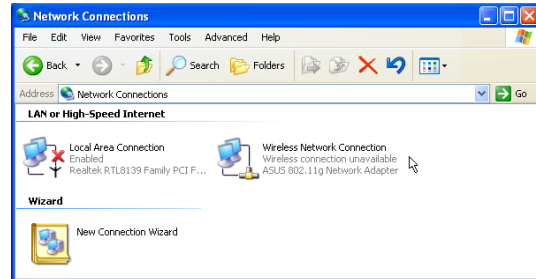 Network Connections
File Edit View Favorites Tools Advanced Help
Back Search Folders
Address Network Connections Go
LAN or High-Speed Internet
Local Area Connection
Enabled
Realtek RTL8139 Family PCI F...
Wireless Network Connection
Wireless connection unavailable
ASUS 802.11g Network Adapter
Wizard
New Connection Wizard